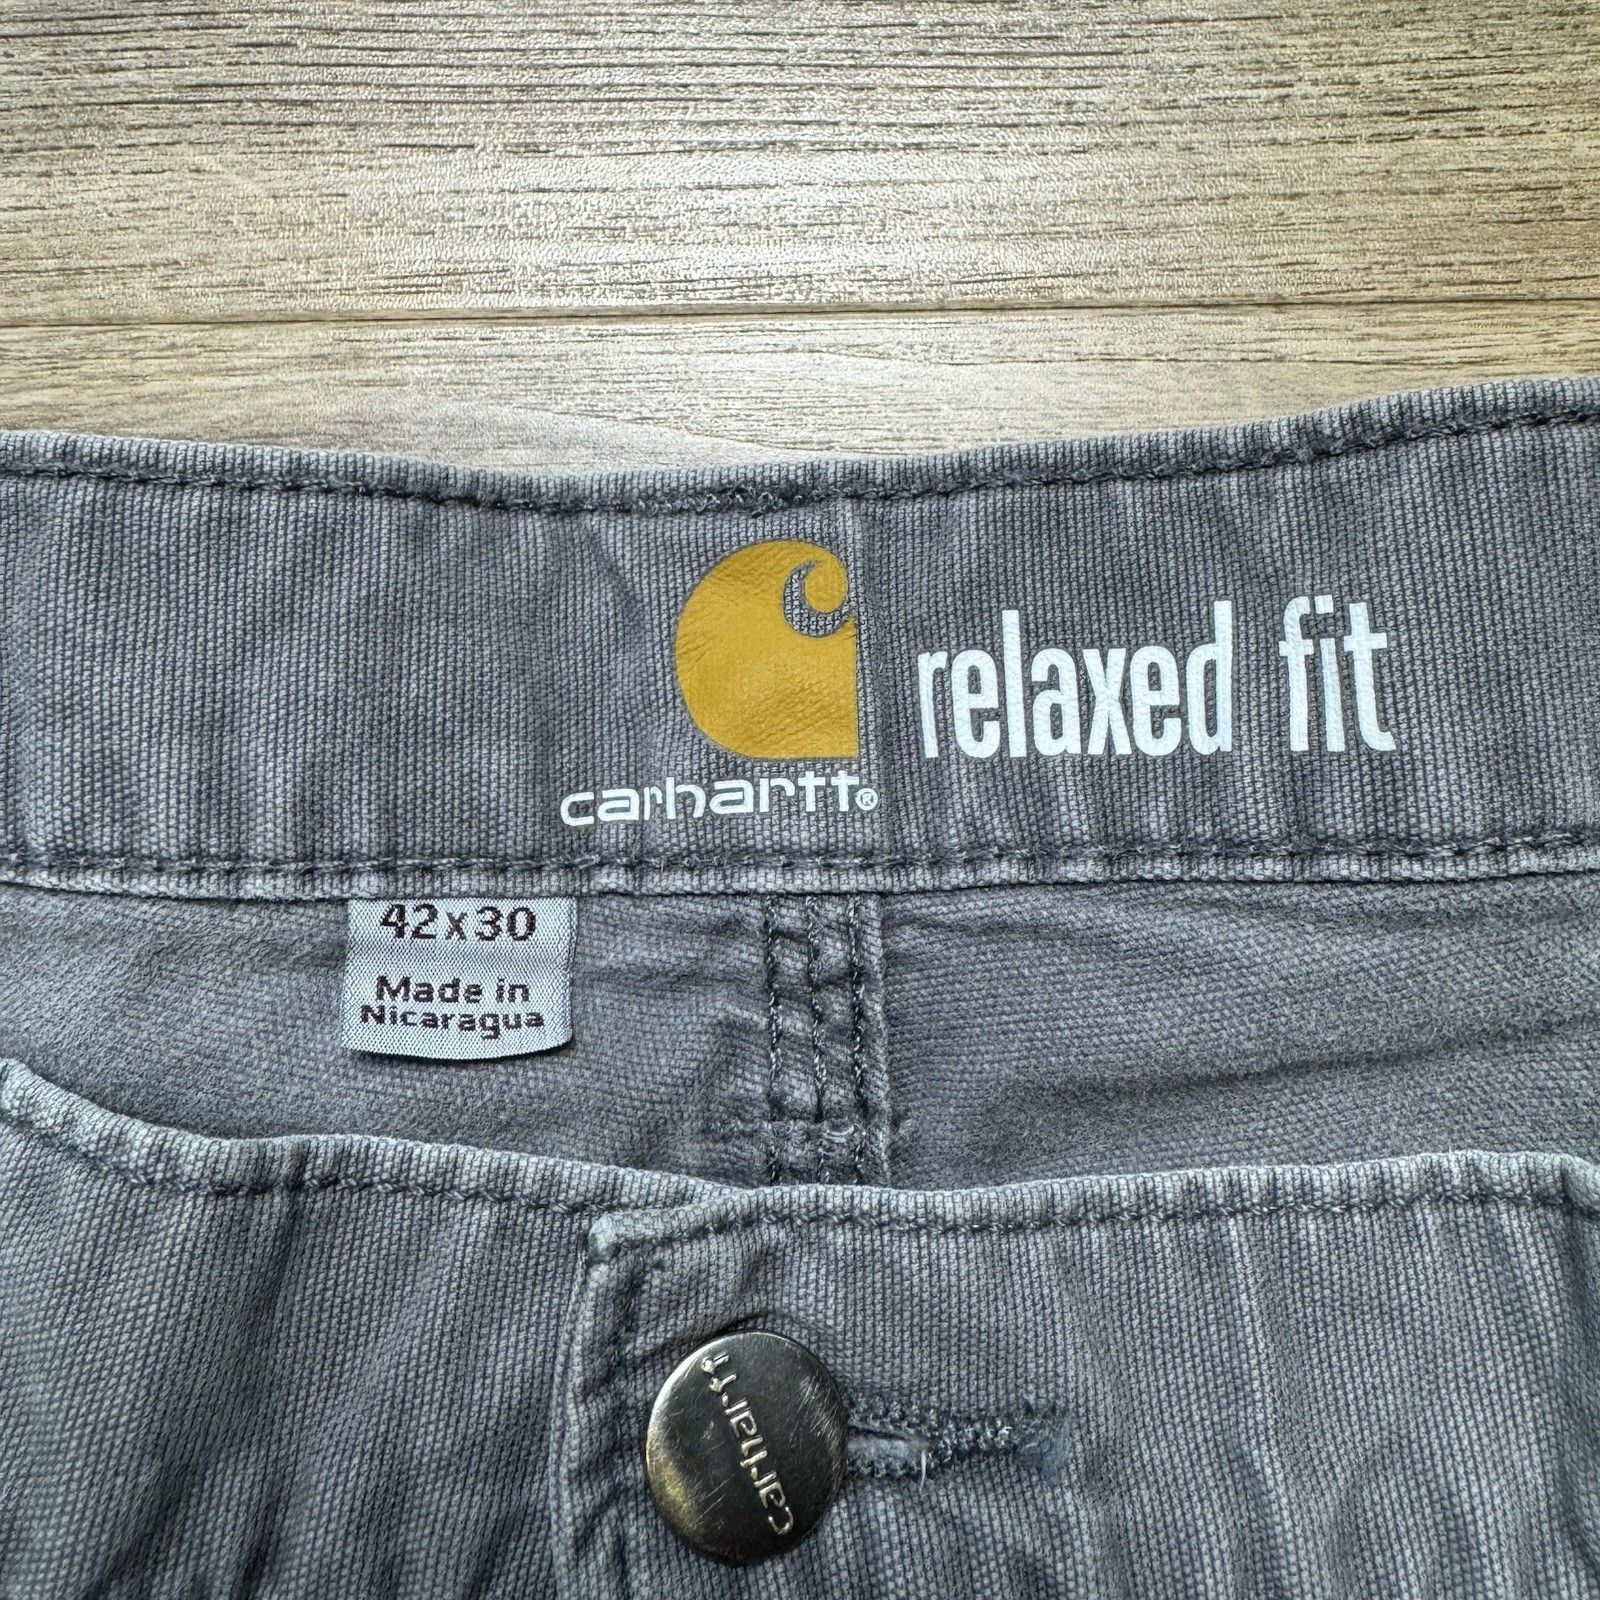 carhartt®
relaxed fit
42x30
Made in
Nicaragua
carhartt